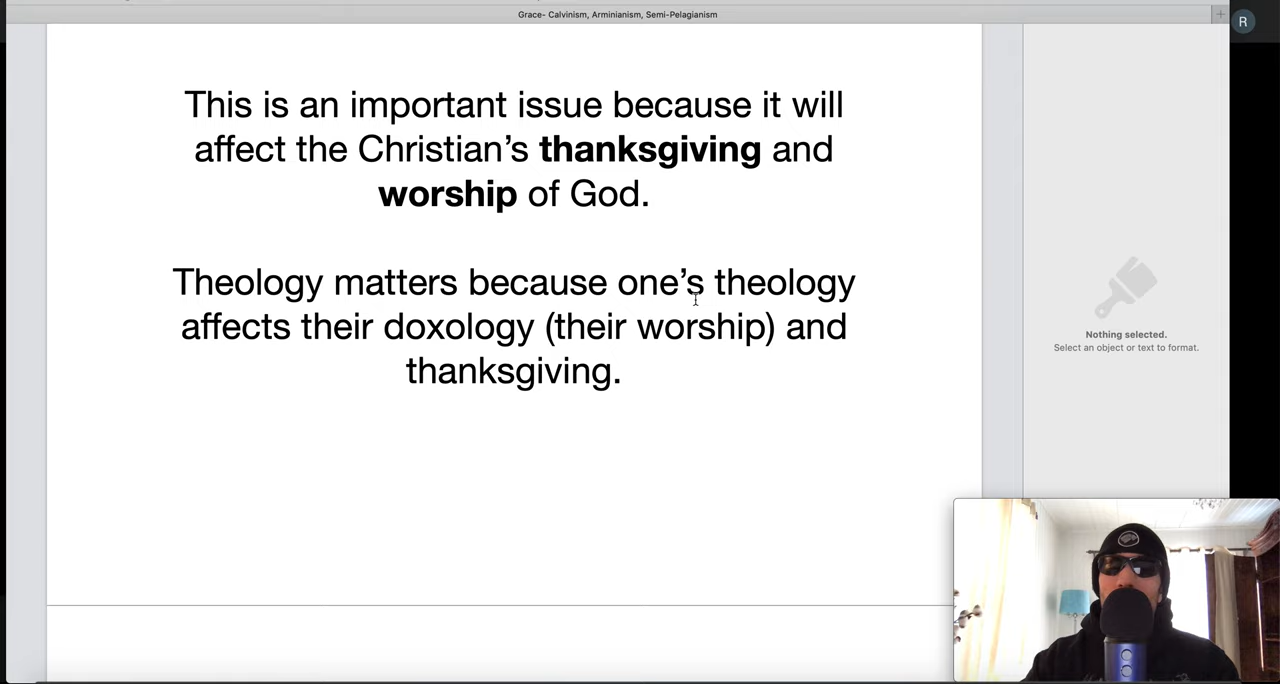 Grace- Calvinism, Arminianism, Semi-Pelagianism
R
This is an important issue because it will
affect the Christian’s thanksgiving and
worship of God.
Theology matters because one’s theology
affects their doxology (their worship) and
thanksgiving.
Nothing selected.
Select an object or text to format.